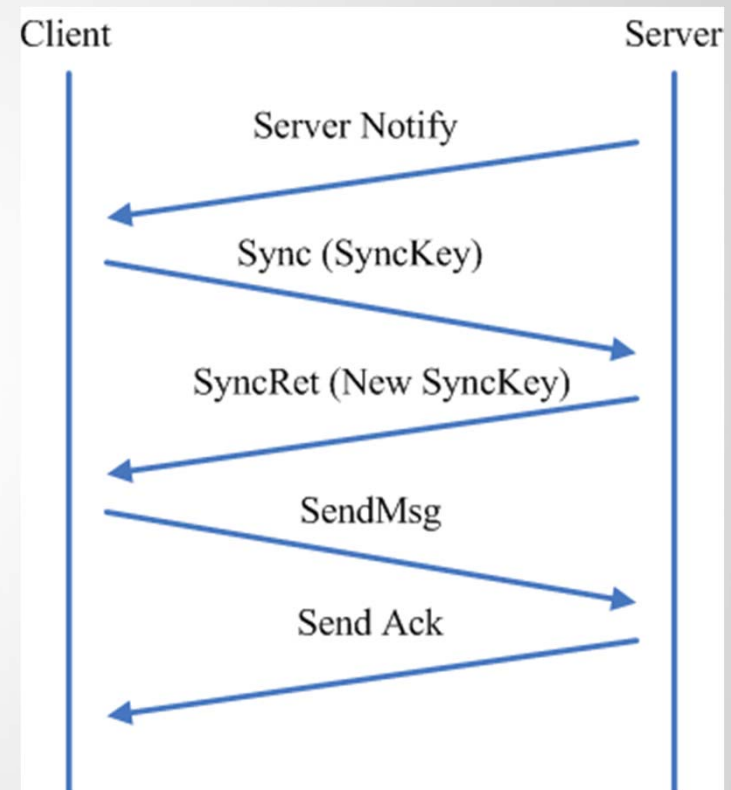 Client
Server
Server Notify
Sync (SyncKey)
SyncRet (New SyncKey)
SendMsg
Send Ack